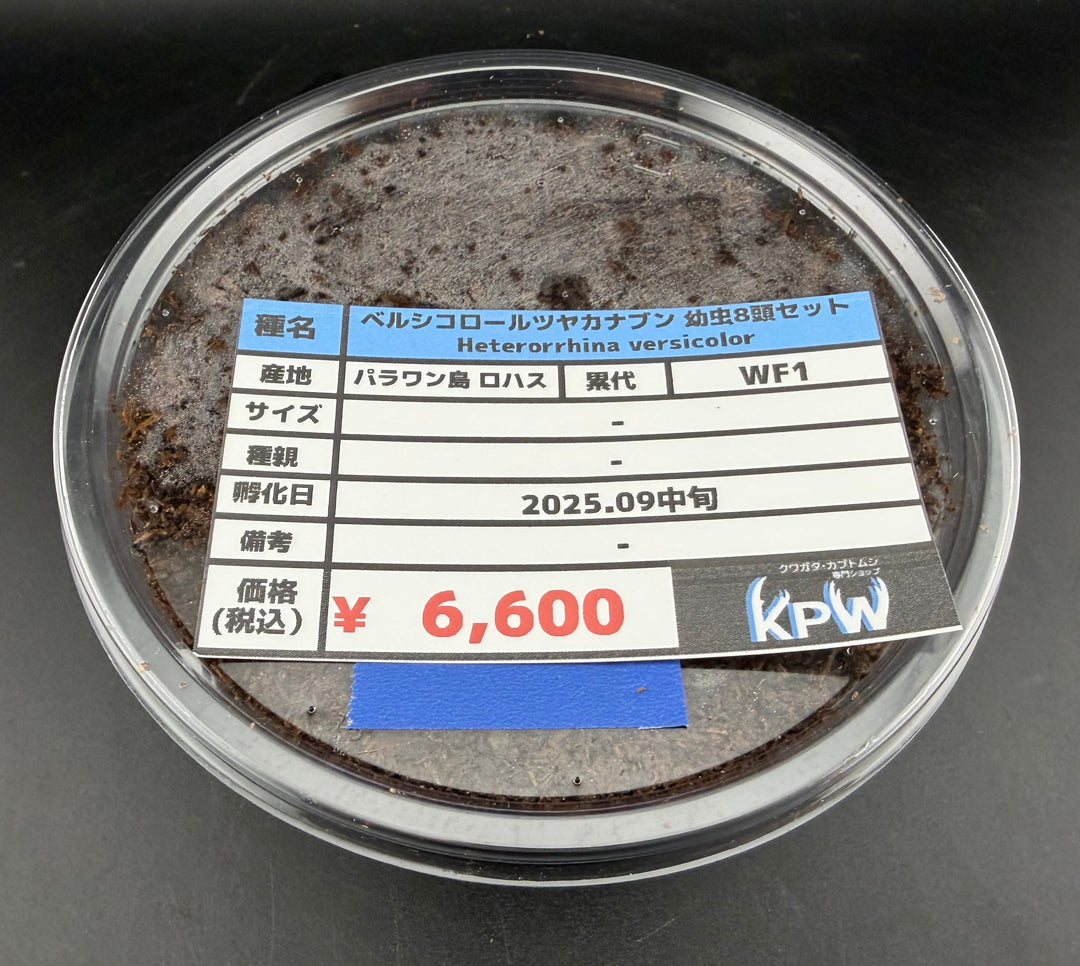 種名 ベルシコロールツヤカナブン 幼虫8頭セット
Heterorrhina versicolor
産地 パラワン島 ロハス 累代 WF1
サイズ -
種親 -
孵化日 2025.09中旬
備考 -
価格
(税込) ¥ 6,600
クワガタ・カブトムシ
専門ショップ
KPW